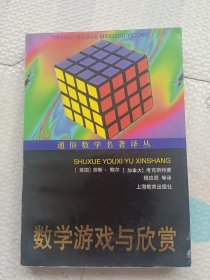 TONGSU SHUXUE MINGZHU YICONG
通俗数学名著译丛
SHUXUE YOUXI YU XINSHANG
[英国] 劳斯·鲍尔 [加拿大] 考克斯特著
杨应辰 等译
上海教育出版社
数学游戏与欣赏